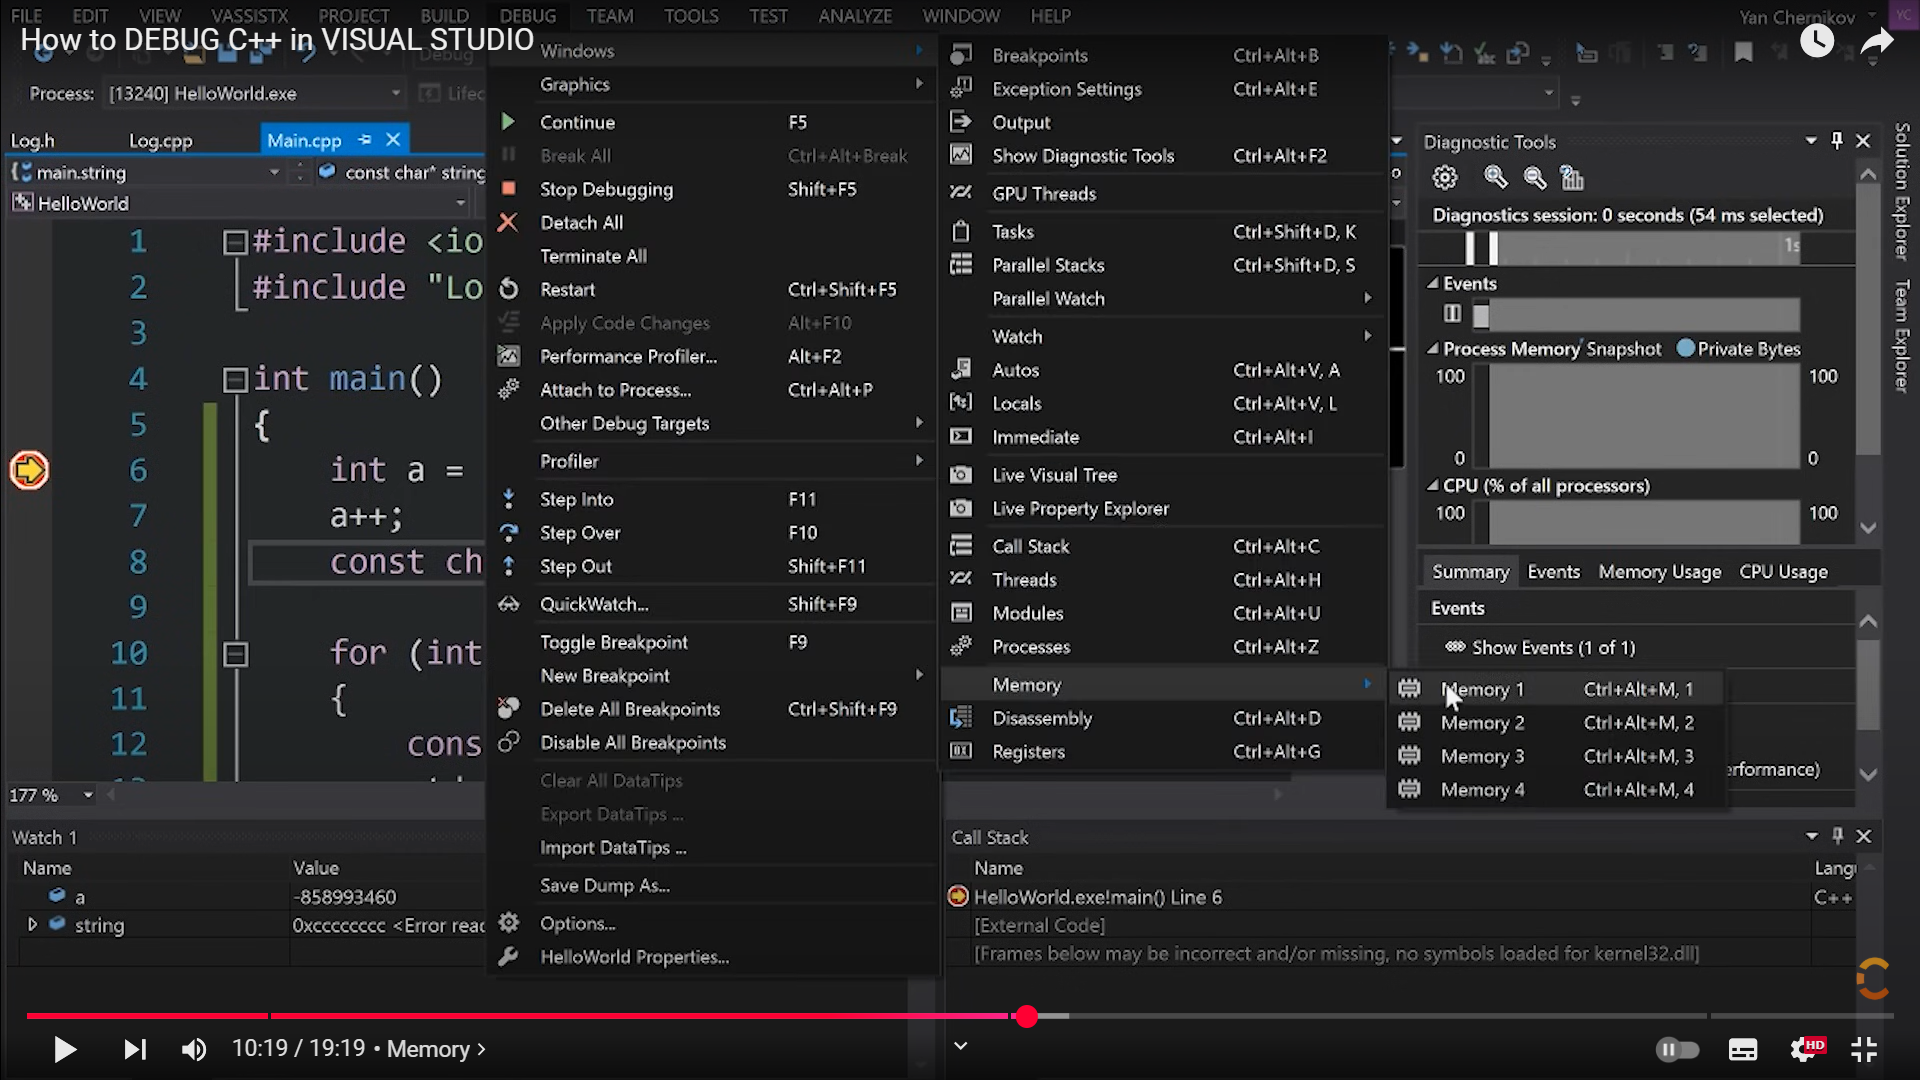 FILE EDIT VIEW VASSISTX PROJECT BUILD DEBUG TEAM TOOLS TEST ANALYZE WINDOW HELP
Yan Chernikov YC
How to DEBUG C++ in VISUAL STUDIO
Debug
Process: [13240] HelloWorld.exe
Log.h Log.cpp Main.cpp
main.string const char* string
HelloWorld
1 #include <io
2 #include "Lo
3
4 int main()
5 {
6 int a =
7 a++;
8 const ch
9
10 for (int
11 {
12 cons
177 %
Windows
Graphics
Continue F5
Break All Ctrl+Alt+Break
Stop Debugging Shift+F5
Detach All
Terminate All
Restart Ctrl+Shift+F5
Apply Code Changes Alt+F10
Performance Profiler... Alt+F2
Attach to Process... Ctrl+Alt+P
Other Debug Targets
Profiler
Step Into F11
Step Over F10
Step Out Shift+F11
QuickWatch... Shift+F9
Toggle Breakpoint F9
New Breakpoint
Delete All Breakpoints Ctrl+Shift+F9
Disable All Breakpoints
Clear All DataTips
Export DataTips ...
Import DataTips ...
Save Dump As...
Options...
HelloWorld Properties...
Breakpoints Ctrl+Alt+B
Exception Settings Ctrl+Alt+E
Output
Show Diagnostic Tools Ctrl+Alt+F2
GPU Threads
Tasks Ctrl+Shift+D, K
Parallel Stacks Ctrl+Shift+D, S
Parallel Watch
Watch
Autos Ctrl+Alt+V, A
Locals Ctrl+Alt+V, L
Immediate Ctrl+Alt+I
Live Visual Tree
Live Property Explorer
Call Stack Ctrl+Alt+C
Threads Ctrl+Alt+H
Modules Ctrl+Alt+U
Processes Ctrl+Alt+Z
Memory
Disassembly Ctrl+Alt+D
Registers Ctrl+Alt+G
Memory 1 Ctrl+Alt+M, 1
Memory 2 Ctrl+Alt+M, 2
Memory 3 Ctrl+Alt+M, 3
Memory 4 Ctrl+Alt+M, 4
Diagnostic Tools
Diagnostics session: 0 seconds (54 ms selected)
1s
Events
Process Memory Snapshot Private Bytes
100 100
0 0
CPU (% of all processors)
100 100
Summary Events Memory Usage CPU Usage
Events
Show Events (1 of 1)
erformance)
Solution Explorer
Team Explorer
Watch 1
Name Value
a -858993460
string 0xcccccccc <Error read
Call Stack
Name Lang
HelloWorld.exe!main() Line 6 C++
[External Code]
[Frames below may be incorrect and/or missing, no symbols loaded for kernel32.dll]
10:19 / 19:19 • Memory
HD